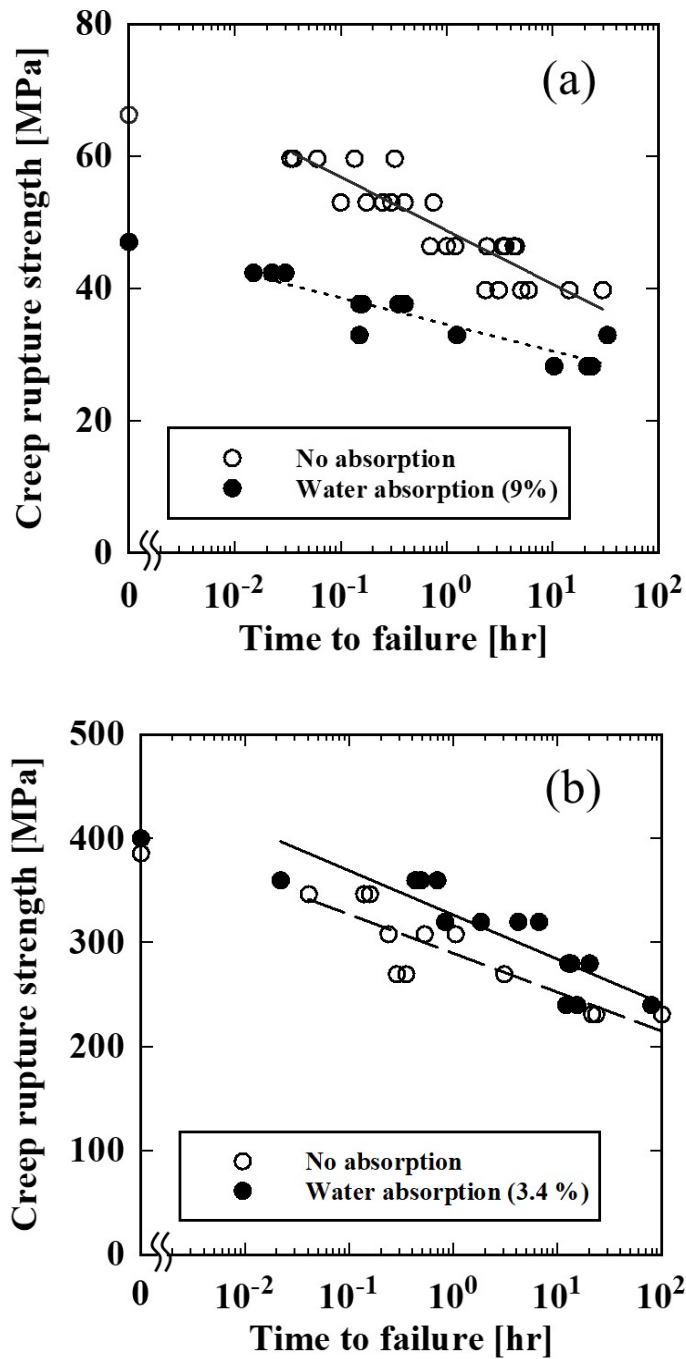 80
60
40
20
0
Creep rupture strength [MPa]
(a)
No absorption
Water absorption (9%)
0 10-2 10-1 100 101 102
Time to failure [hr]
500
400
300
200
100
0
Creep rupture strength [MPa]
(b)
No absorption
Water absorption (3.4 %)
0 10-2 10-1 100 101 102
Time to failure [hr]